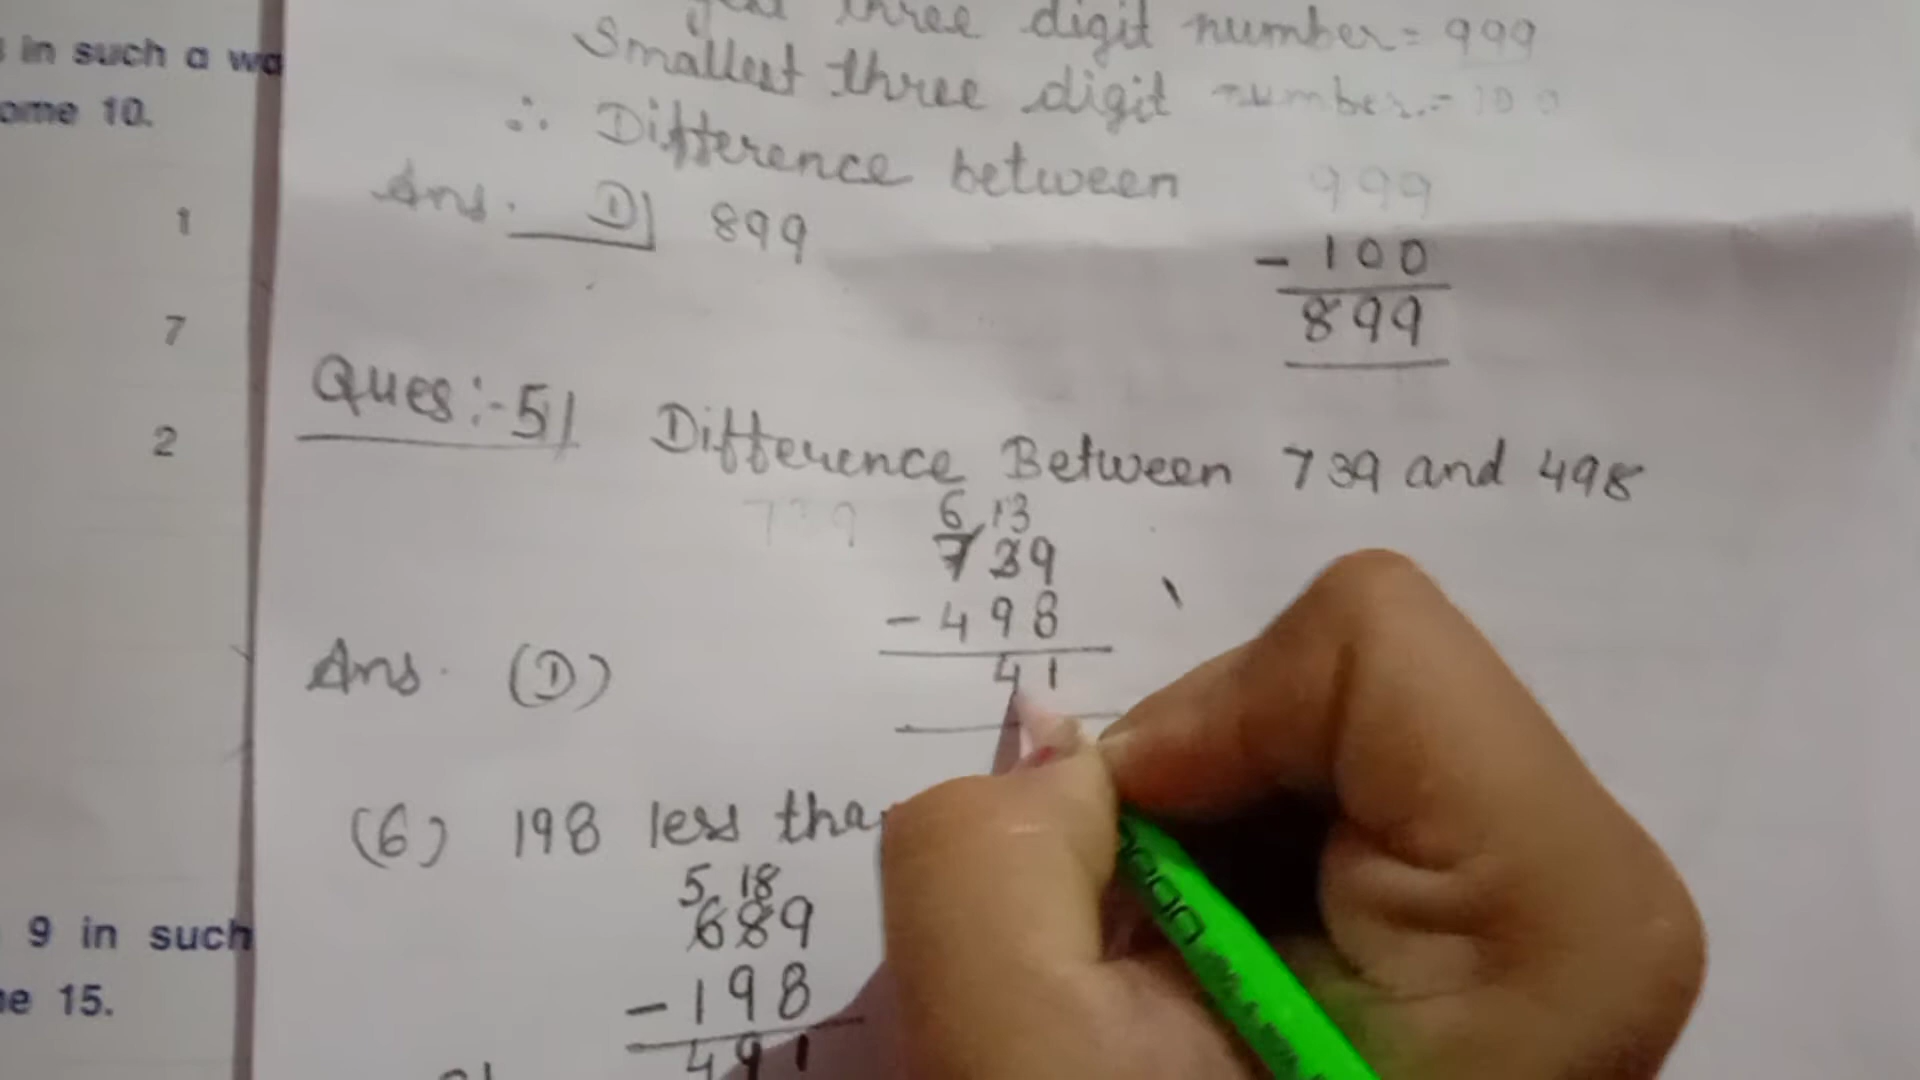 in such a wa
ome 10.
1
7
2
9 in such
e 15.
three digit number = 999
Smallest three digit number = 100
∴ Difference between
999
Ans. D) 899
- 100
899
Ques:-5) Difference Between 739 and 498
739
6 13
739
- 498
41
Ans. (D)
(6) 198 less tha
5 18
689
- 198
491